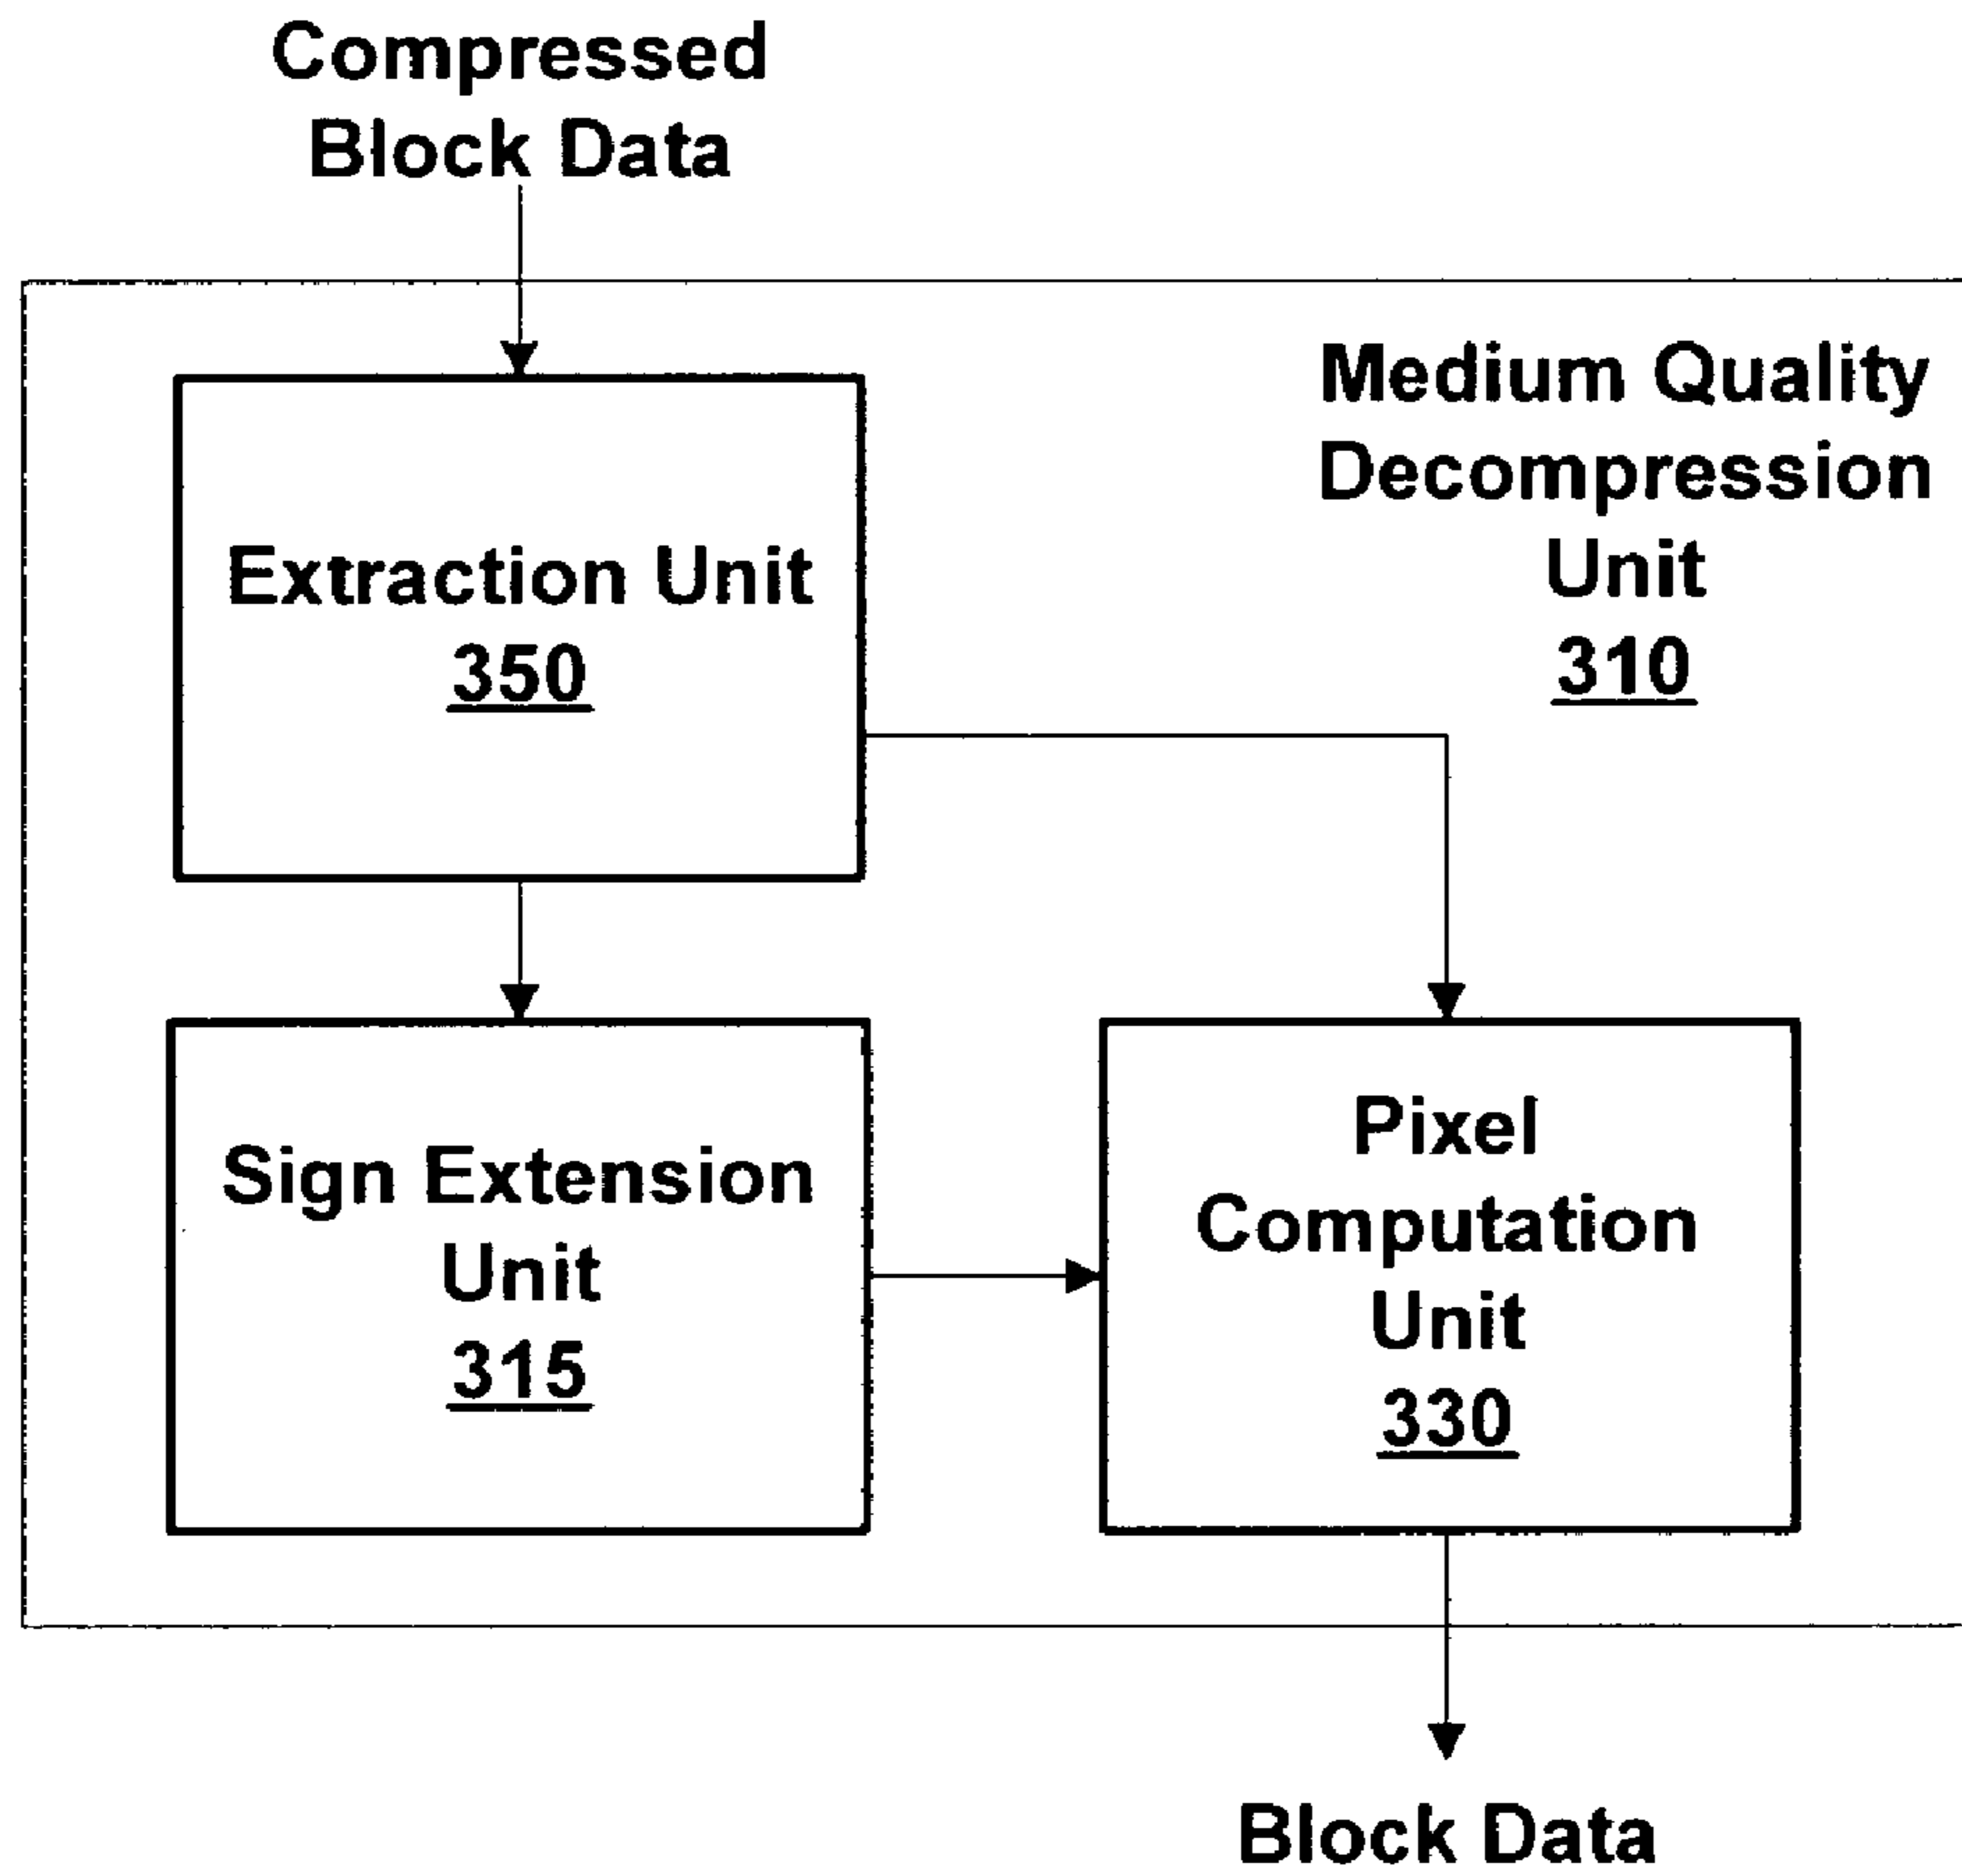 Compressed
Block Data
Medium Quality
Decompression
Unit
310
Extraction Unit
350
Sign Extension
Unit
315
Pixel
Computation
Unit
330
Block Data